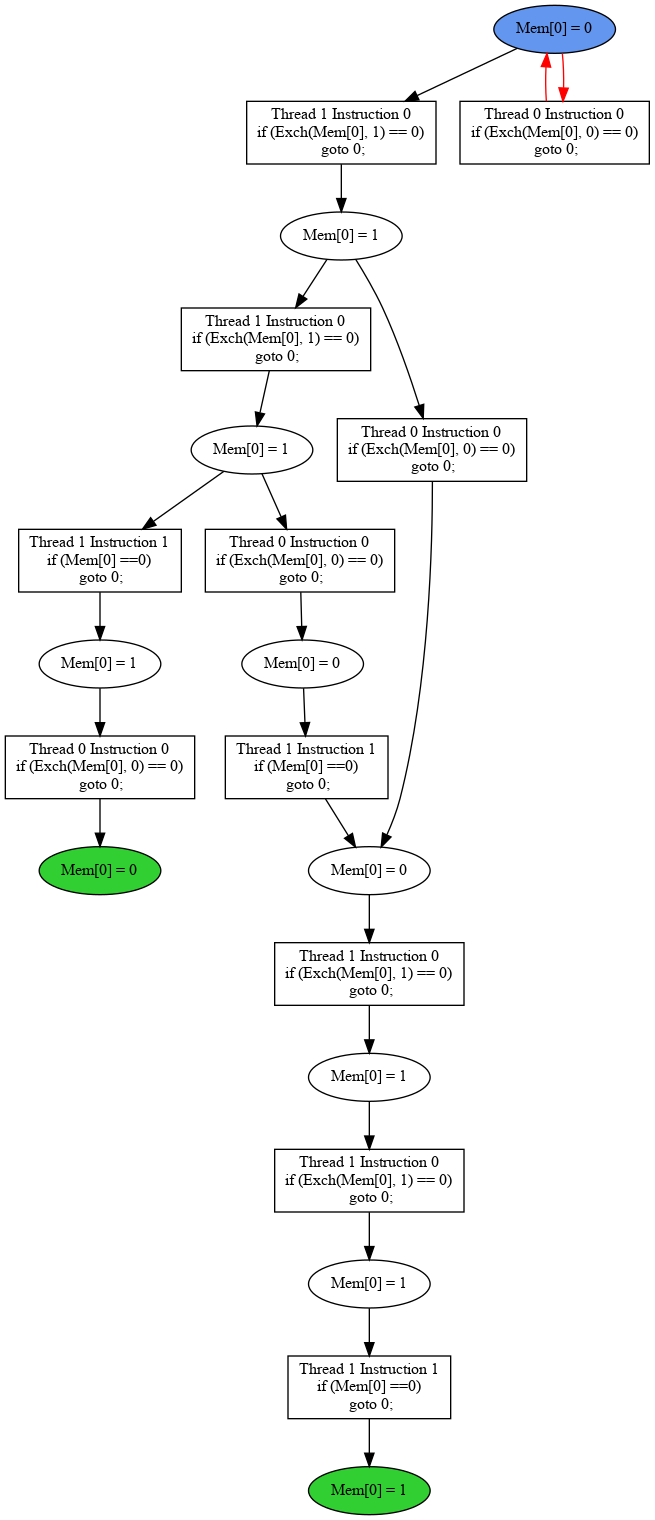 Mem[0] = 0
Thread 1 Instruction 0
if (Exch(Mem[0], 1) == 0)
goto 0;
Thread 0 Instruction 0
if (Exch(Mem[0], 0) == 0)
goto 0;
Mem[0] = 1
Thread 1 Instruction 0
if (Exch(Mem[0], 1) == 0)
goto 0;
Thread 0 Instruction 0
if (Exch(Mem[0], 0) == 0)
goto 0;
Mem[0] = 1
Thread 1 Instruction 1
if (Mem[0] ==0)
goto 0;
Thread 0 Instruction 0
if (Exch(Mem[0], 0) == 0)
goto 0;
Mem[0] = 1
Mem[0] = 0
Thread 0 Instruction 0
if (Exch(Mem[0], 0) == 0)
goto 0;
Thread 1 Instruction 1
if (Mem[0] ==0)
goto 0;
Mem[0] = 0
Mem[0] = 0
Thread 1 Instruction 0
if (Exch(Mem[0], 1) == 0)
goto 0;
Mem[0] = 1
Thread 1 Instruction 0
if (Exch(Mem[0], 1) == 0)
goto 0;
Mem[0] = 1
Thread 1 Instruction 1
if (Mem[0] ==0)
goto 0;
Mem[0] = 1